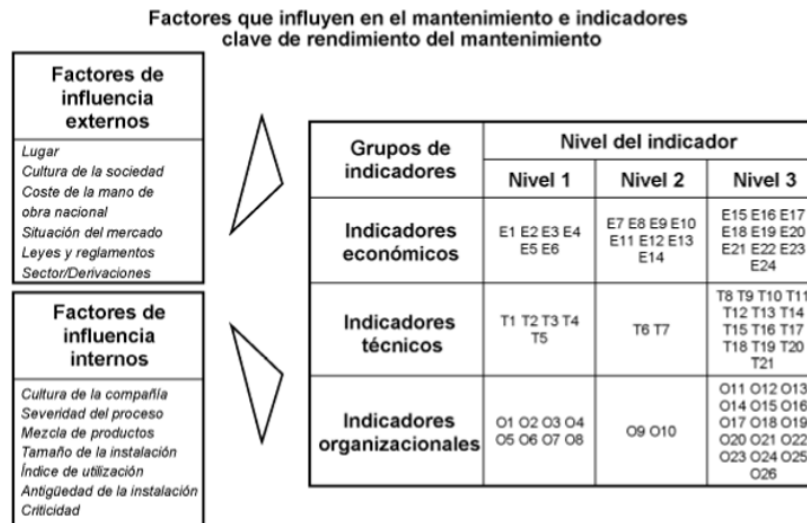 Factores que influyen en el mantenimiento e indicadores
clave de rendimiento del mantenimiento
Factores de
influencia
externos
Lugar
Cultura de la sociedad
Coste de la mano de
obra nacional
Situación del mercado
Leyes y reglamentos
Sector/Derivaciones
Factores de
influencia
internos
Cultura de la compañía
Severidad del proceso
Mezcla de productos
Tamaño de la instalación
Índice de utilización
Antigüedad de la instalación
Criticidad
Grupos de
indicadores
Nivel del indicador
Nivel 1
Nivel 2
Nivel 3
Indicadores
económicos
E1 E2 E3 E4
E5 E6
E7 E8 E9 E10
E11 E12 E13
E14
E15 E16 E17
E18 E19 E20
E21 E22 E23
E24
Indicadores
técnicos
T1 T2 T3 T4
T5
T6 T7
T8 T9 T10 T11
T12 T13 T14
T15 T16 T17
T18 T19 T20
T21
Indicadores
organizacionales
O1 O2 O3 O4
O5 O6 O7 O8
O9 O10
O11 O12 O13
O14 O15 O16
O17 O18 O19
O20 O21 O22
O23 O24 O25
O26